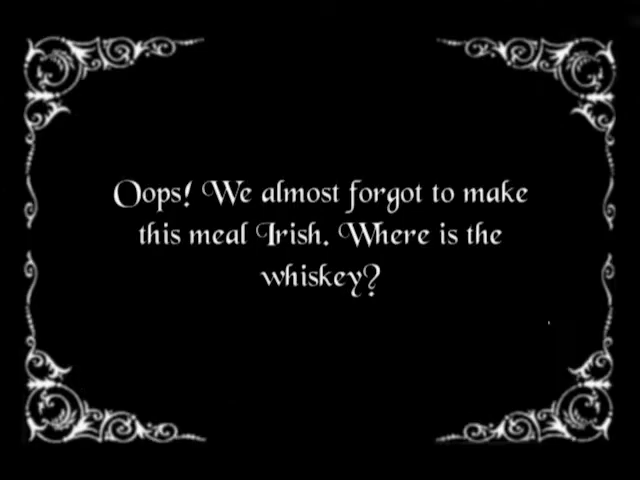 Oops! We almost forgot to make
this meal Irish. Where is the
whiskey?